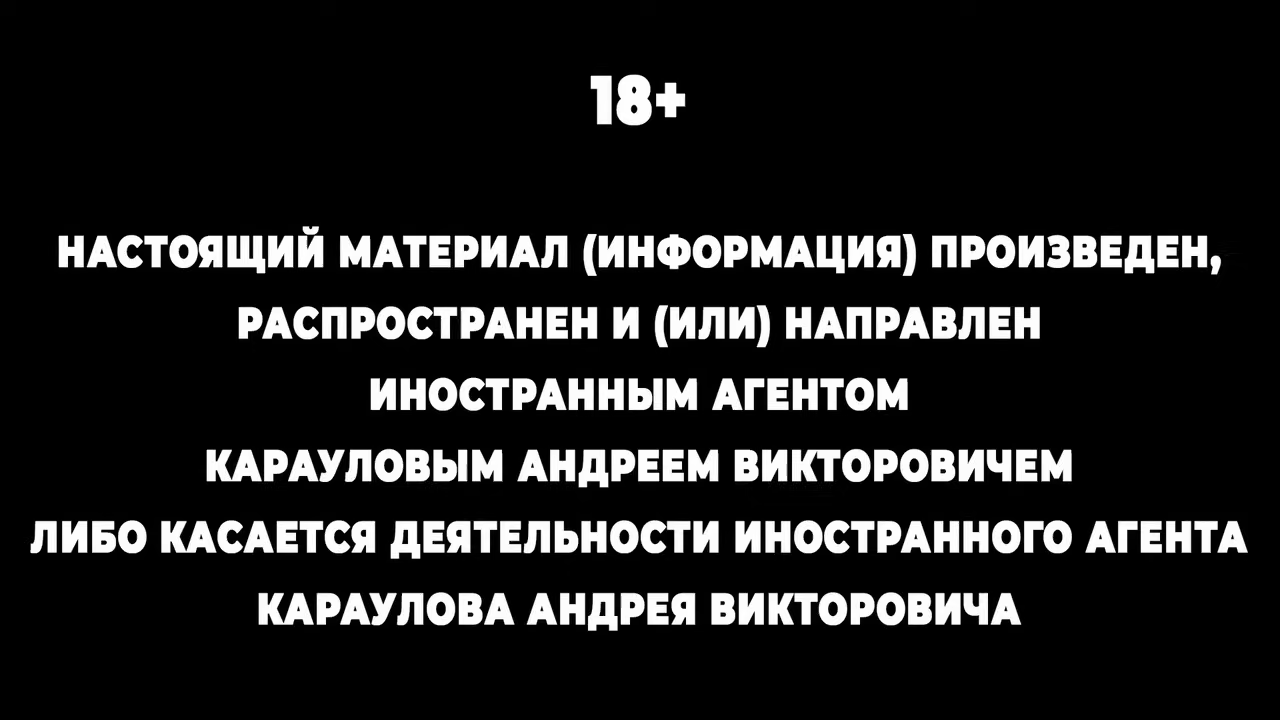 18+
НАСТОЯЩИЙ МАТЕРИАЛ (ИНФОРМАЦИЯ) ПРОИЗВЕДЕН,
РАСПРОСТРАНЕН И (ИЛИ) НАПРАВЛЕН
ИНОСТРАННЫМ АГЕНТОМ
КАРАУЛОВЫМ АНДРЕЕМ ВИКТОРОВИЧЕМ
ЛИБО КАСАЕТСЯ ДЕЯТЕЛЬНОСТИ ИНОСТРАННОГО АГЕНТА
КАРАУЛОВА АНДРЕЯ ВИКТОРОВИЧА